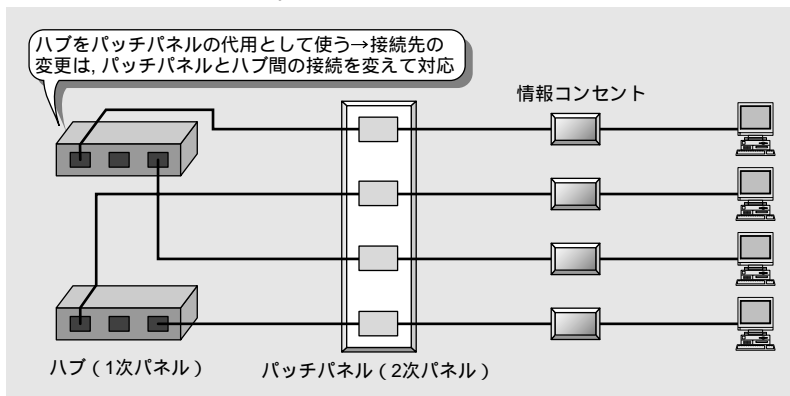 ハブをパッチパネルの代用として使う→接続先の
変更は, パッチパネルとハブ間の接続を変えて対応
情報コンセント
ハブ（1次パネル）
パッチパネル（2次パネル）